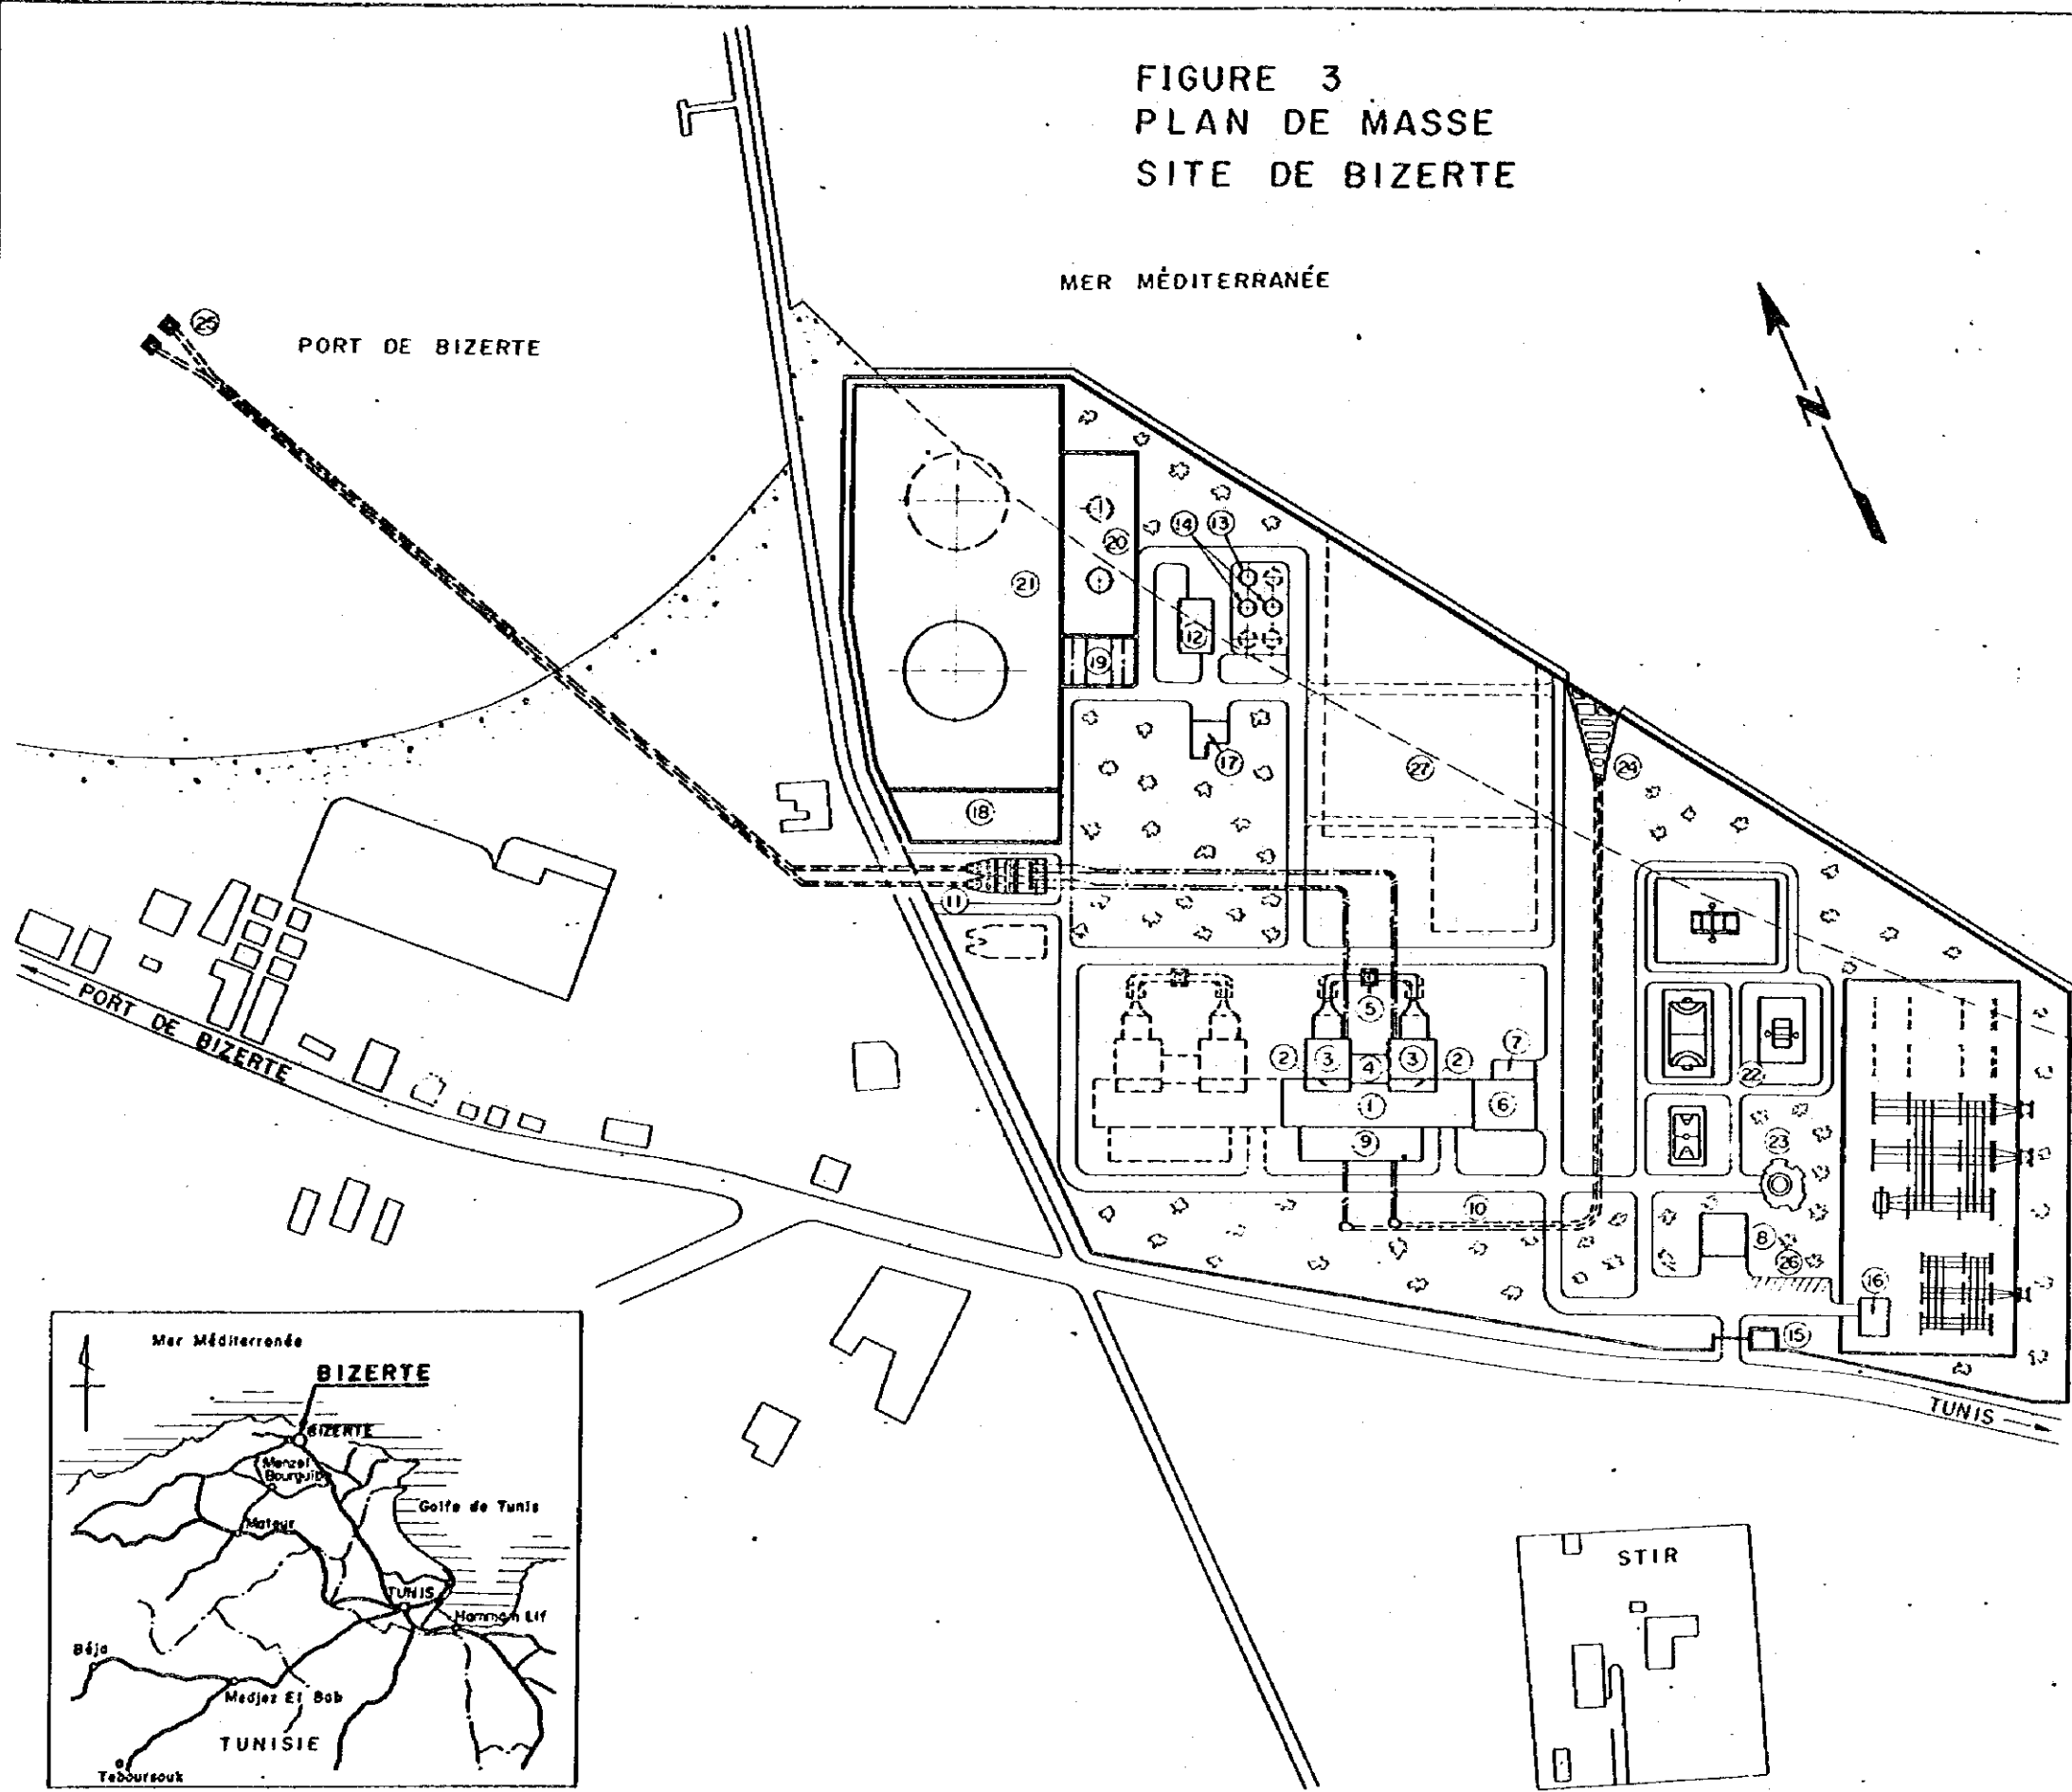 FIGURE 3
PLAN DE MASSE
SITE DE BIZERTE
MER MÉDITERRANÉE
PORT DE BIZERTE
25
N
14
13
20
21
12
19
17
27
24
18
11
5
7
2
3
4
3
2
1
6
9
22
23
10
8
26
16
15
PORT DE BIZERTE
TUNIS
STIR
Mer Méditerronée
BIZERTE
BIZERTE
Menzel
Bourguib
Golfe de Tunis
Mateur
TUNIS
Hammam Lif
Béja
Medjez El Bab
TUNISIE
Teboursouk